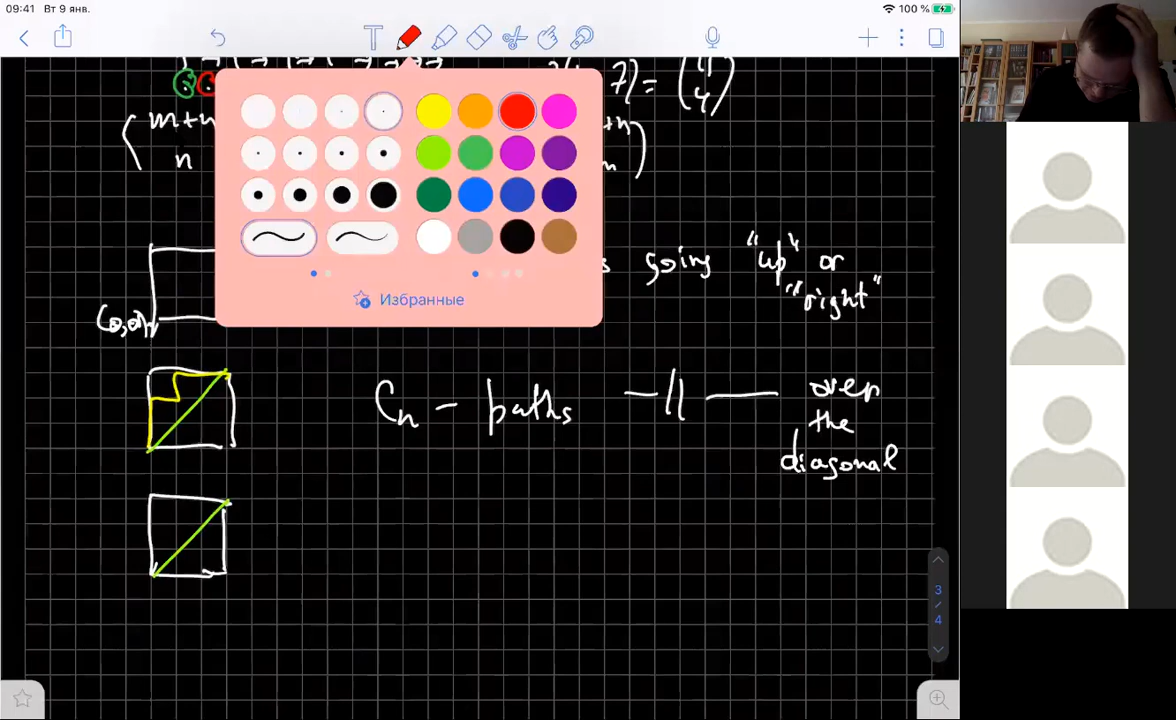 09:41 Вт 9 янв.
100 %
T
7) = (11
4)
(m+n
n
+n
m)
Избранные
(0,0)
going "up" or
"right"
Cn - paths —//— over
the
diagonal
3
/
4